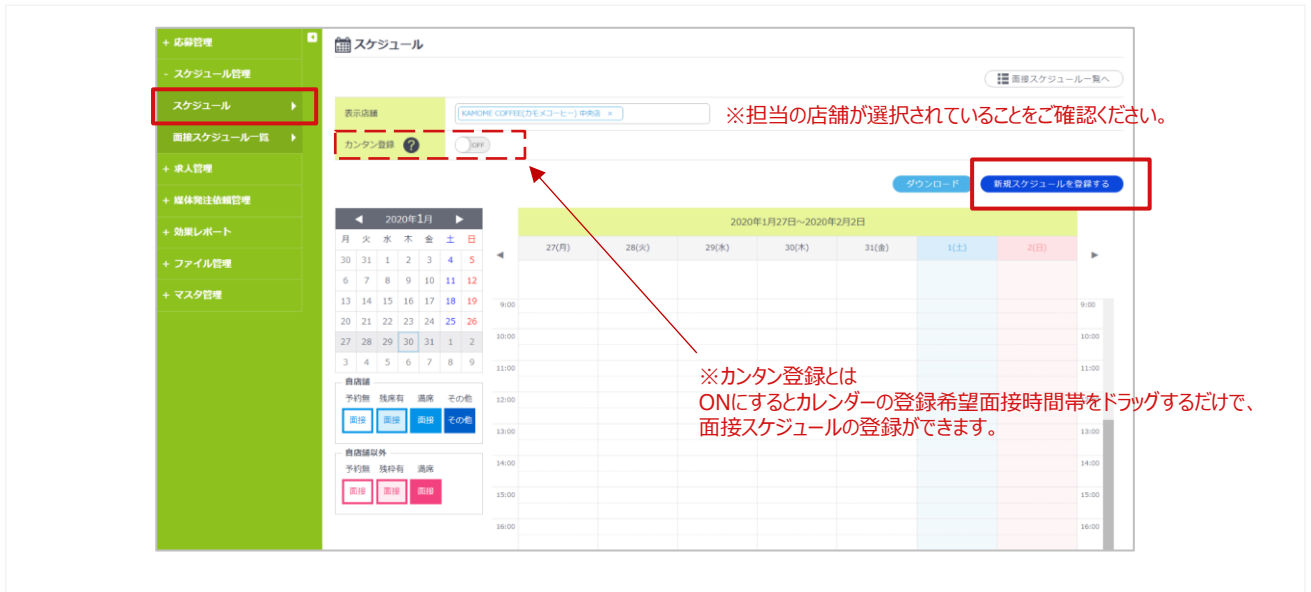 + 応募管理
- スケジュール管理
スケジュール
面接スケジュール一覧
+ 求人管理
+ 媒体発注依頼管理
+ 効果レポート
+ ファイル管理
+ マスタ管理
スケジュール
面接スケジュール一覧へ
表示店舗
KAMOME COFFEE(カモメコーヒー) 中央店 ×
※担当の店舗が選択されていることをご確認ください。
カンタン登録 ? OFF
ダウンロード 新規スケジュールを登録する
◀ 2020年1月 ▶
月 火 水 木 金 土 日
30 31 1 2 3 4 5
6 7 8 9 10 11 12
13 14 15 16 17 18 19
20 21 22 23 24 25 26
27 28 29 30 31 1 2
3 4 5 6 7 8 9
自店舗
予約無 残席有 満席 その他
面接 面接 面接 その他
自店舗以外
予約無 残枠有 満席
面接 面接 面接
2020年1月27日～2020年2月2日
◀ 27(月) 28(火) 29(水) 30(木) 31(金) 1(土) 2(日) ▶
9:00 9:00
10:00 10:00
11:00 11:00
※カンタン登録とは
12:00
ONにするとカレンダーの登録希望面接時間帯をドラッグするだけで、
面接スケジュールの登録ができます。
13:00 13:00
14:00 14:00
15:00 15:00
16:00 16:00